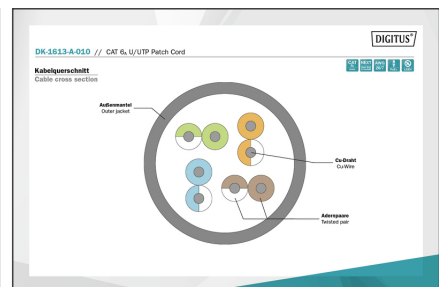 DIGITUS®
DK-1613-A-010 // CAT 6A U/UTP Patch Cord
Kabelquerschnitt
Cable cross section
Außenmantel
Outer jacket
Cu-Draht
Cu-Wire
Adernpaare
Twisted pair